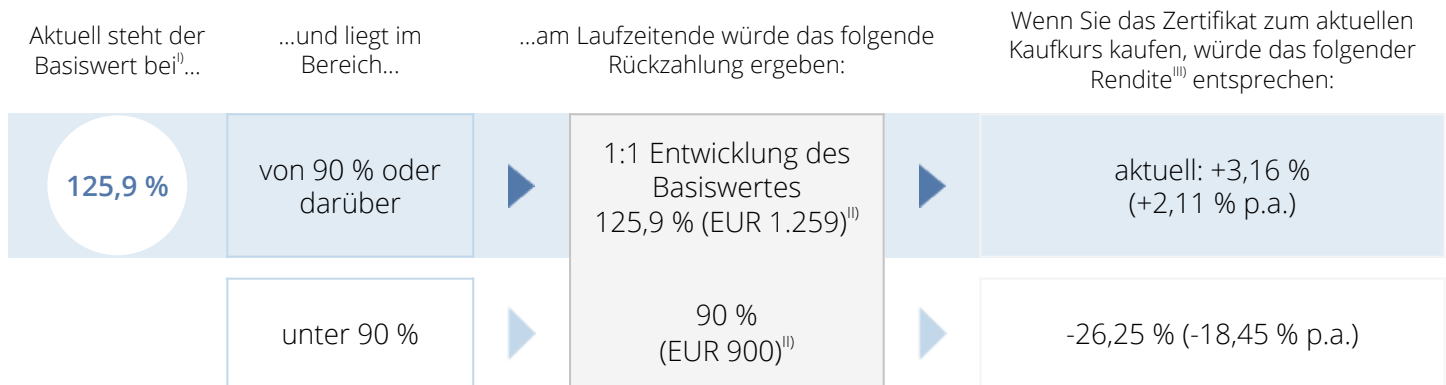 Aktuell steht der
Basiswert bei^I)...
...und liegt im
Bereich...
...am Laufzeitende würde das folgende
Rückzahlung ergeben:
Wenn Sie das Zertifikat zum aktuellen
Kaufkurs kaufen, würde das folgender
Rendite^III) entsprechen:
125,9 %
von 90 % oder
darüber
1:1 Entwicklung des
Basiswertes
125,9 % (EUR 1.259)^II)
aktuell: +3,16 %
(+2,11 % p.a.)
unter 90 %
90 %
(EUR 900)^II)
-26,25 % (-18,45 % p.a.)